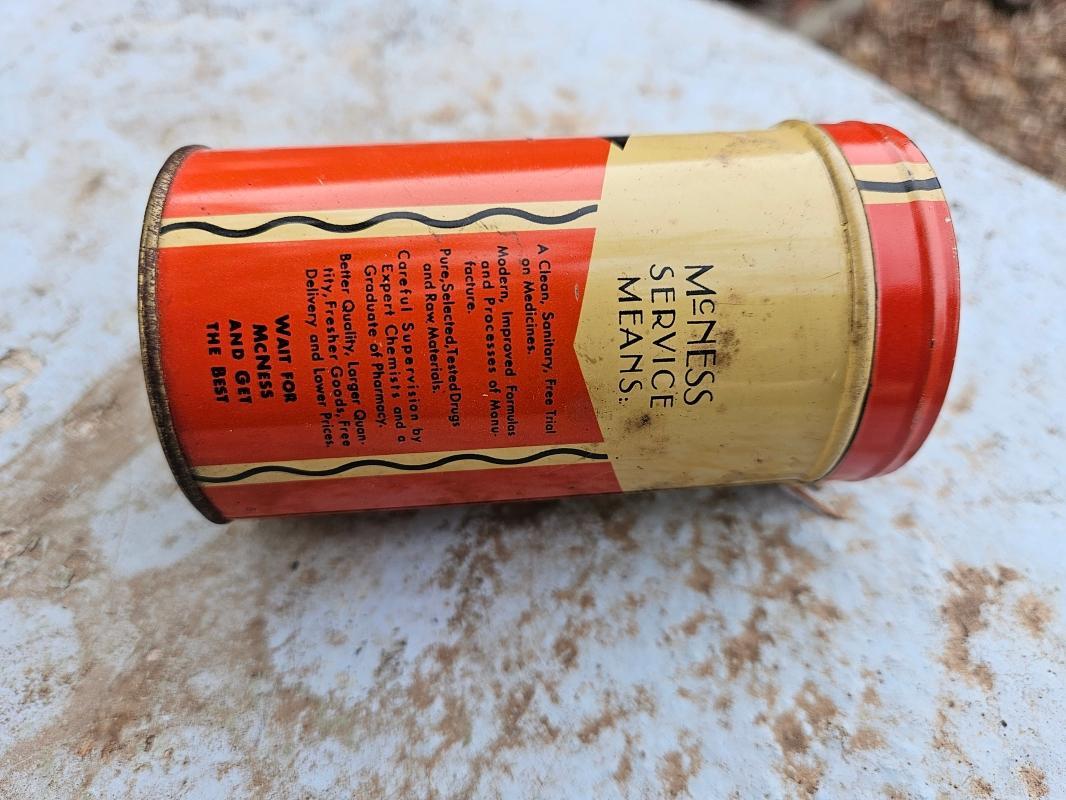 McNESS
SERVICE
MEANS:
A Clean, Sanitary, Free Trial
on Medicines.
Modern, Improved Formulas
and Processes of Manu-
facture.
Pure, Selected, Tested Drugs
and Raw Materials.
Careful Supervision by
Expert Chemists and a
Graduate of Pharmacy.
Better Quality, Larger Quan-
tity, Fresher Goods, Free
Delivery and Lower Prices.
WAIT FOR
McNESS
AND GET
THE BEST